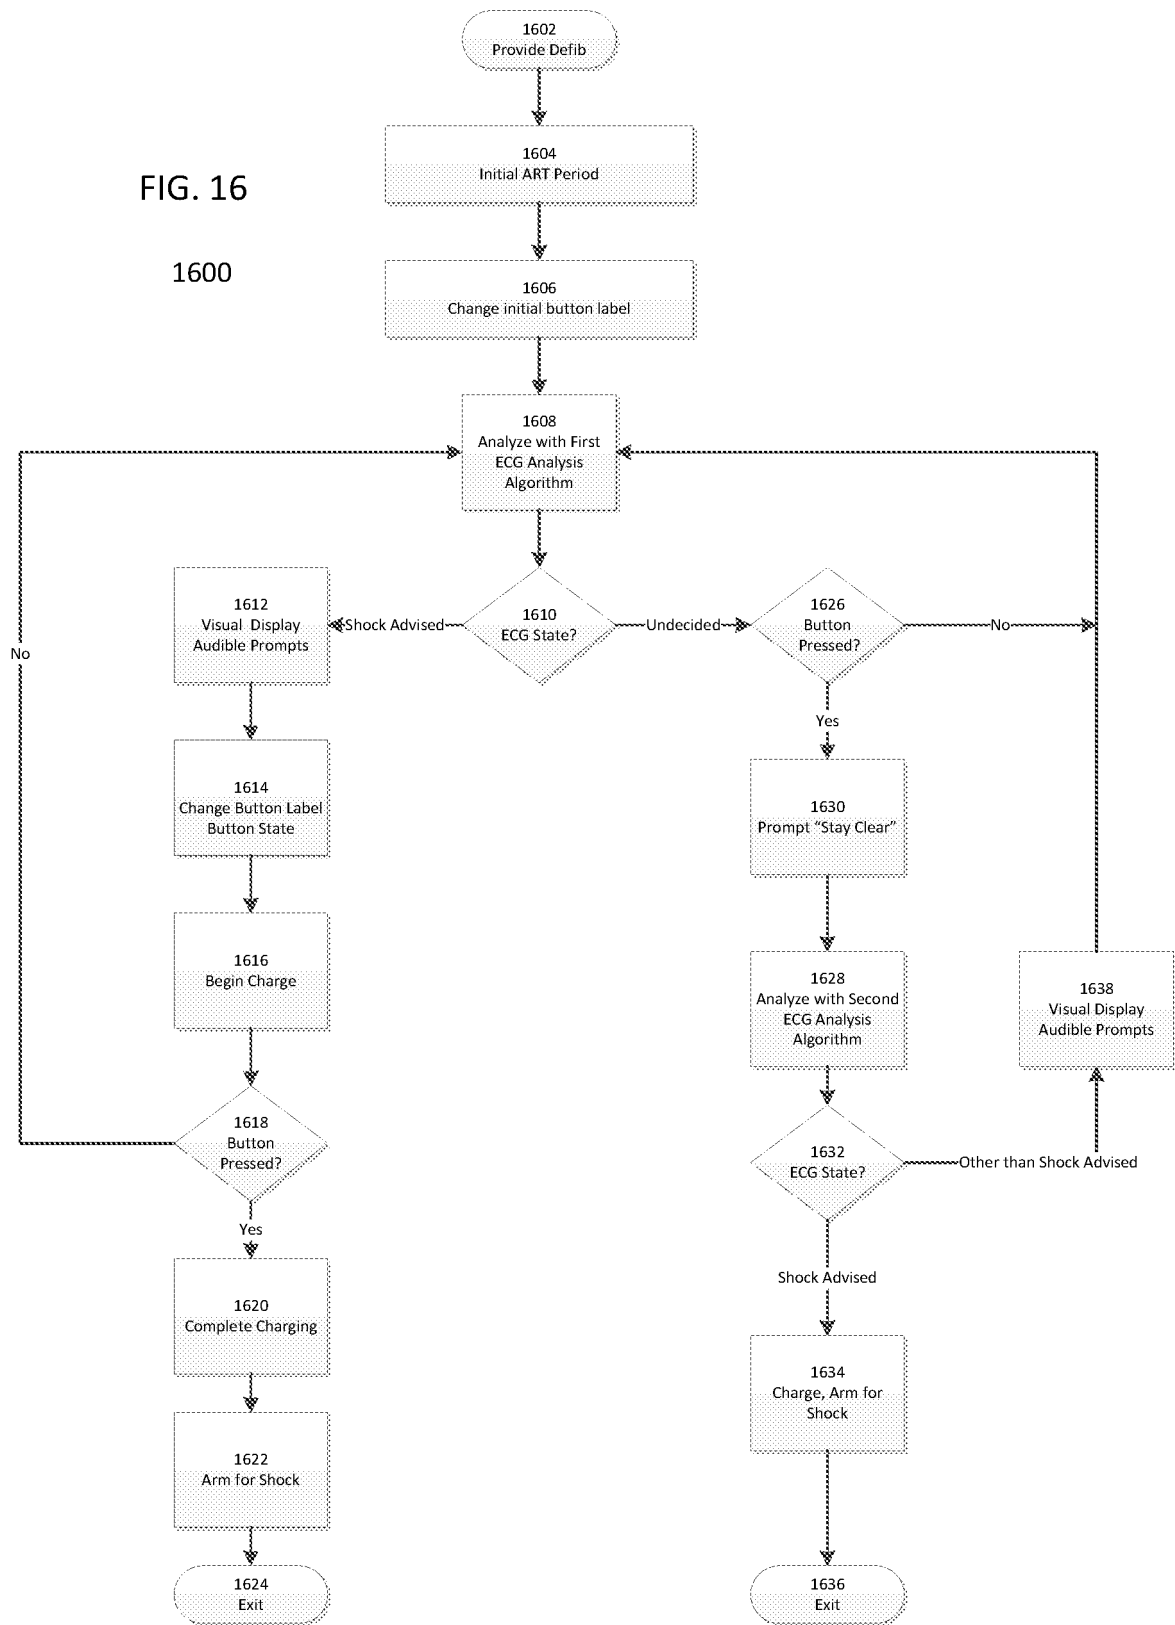 1602
Provide Defib
1604
Initial ART Period
FIG. 16
1600
1606
Change initial button label
1608
Analyze with First
ECG Analysis
Algorithm
1612
Visual Display
Audible Prompts
Shock Advised
1610
ECG State?
Undecided
1626
Button
Pressed?
No
No
Yes
1614
Change Button Label
Button State
1630
Prompt “Stay Clear”
1616
Begin Charge
1628
Analyze with Second
ECG Analysis
Algorithm
1638
Visual Display
Audible Prompts
1618
Button
Pressed?
1632
ECG State?
Other than Shock Advised
Yes
Shock Advised
1620
Complete Charging
1634
Charge, Arm for
Shock
1622
Arm for Shock
1624
Exit
1636
Exit